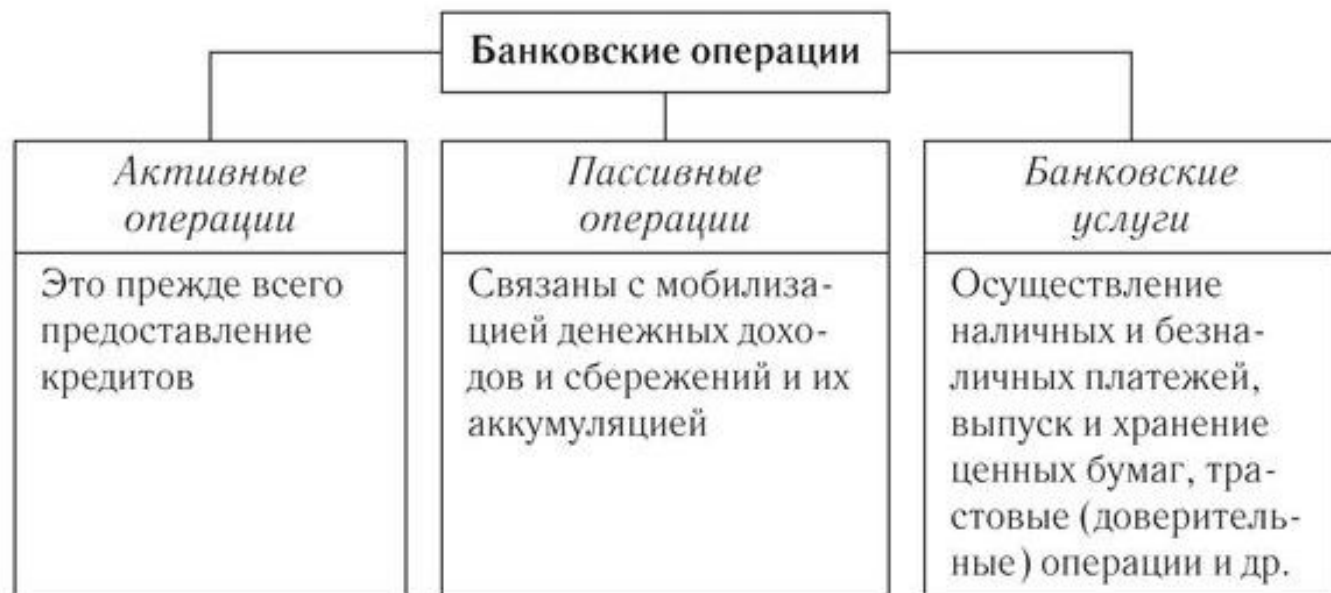 Банковские операции
Активные
операции
Это прежде всего
предоставление
кредитов
Пассивные
операции
Связаны с мобилиза-
цией денежных дохо-
дов и сбережений и их
аккумуляцией
Банковские
услуги
Осуществление
наличных и безна-
личных платежей,
выпуск и хранение
ценных бумаг, тра-
стовые (доверитель-
ные) операции и др.